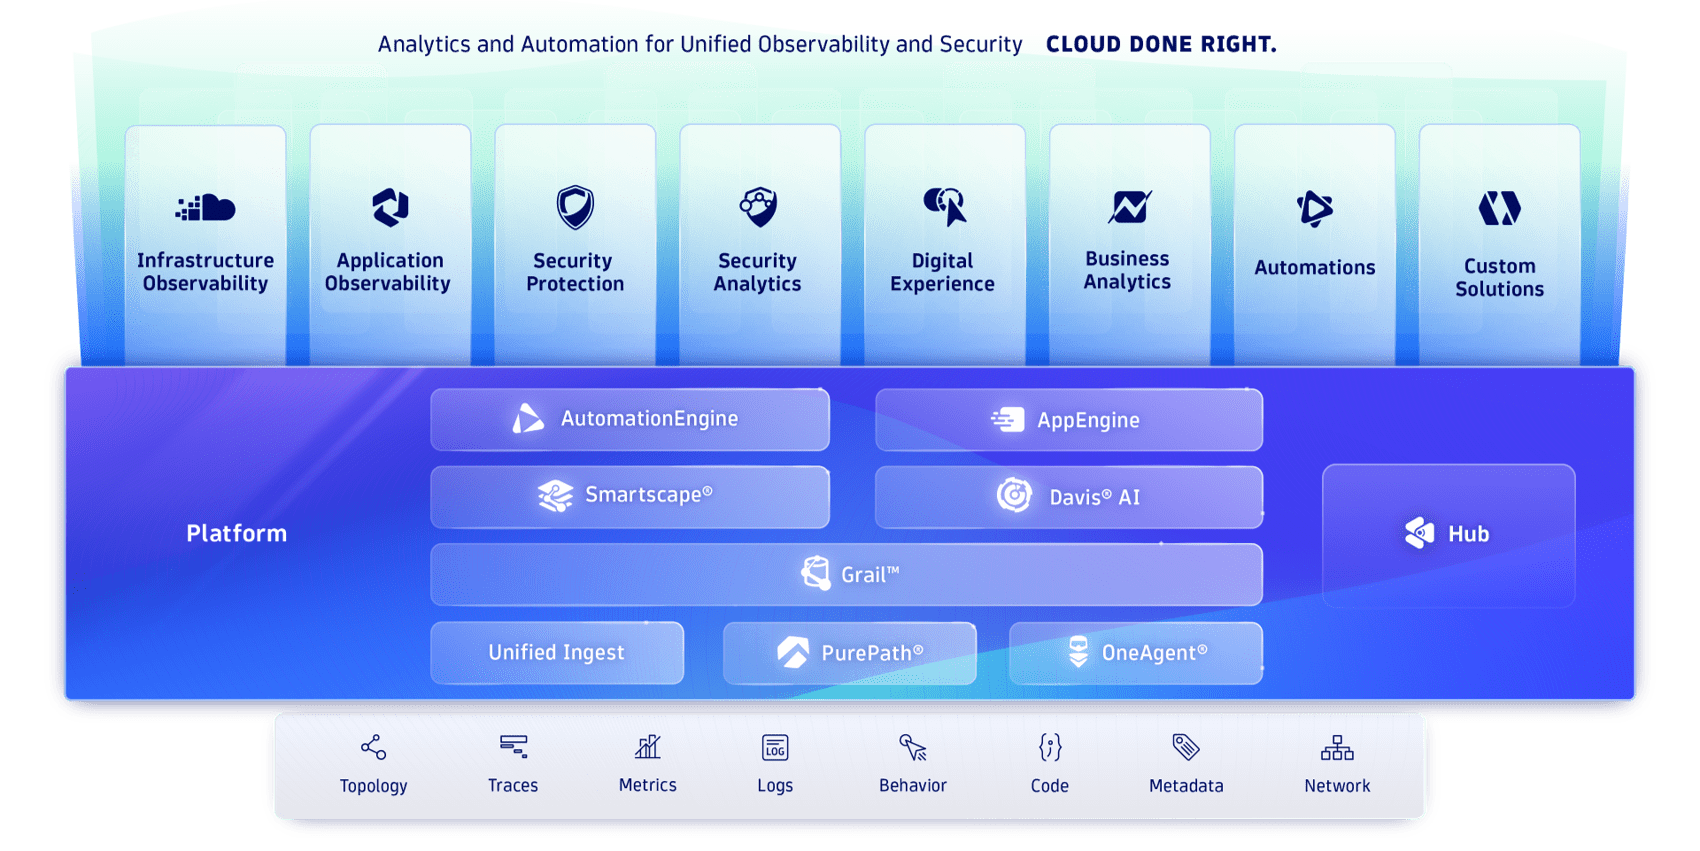 Analytics and Automation for Unified Observability and Security CLOUD DONE RIGHT.
Infrastructure
Observability
Application
Observability
Security
Protection
Security
Analytics
Digital
Experience
Business
Analytics
Automations
Custom
Solutions
Platform
AutomationEngine
AppEngine
Smartscape®
Davis® AI
Grail™
Unified Ingest
PurePath®
OneAgent®
Hub
LOG
Topology
Traces
Metrics
Logs
Behavior
Code
Metadata
Network